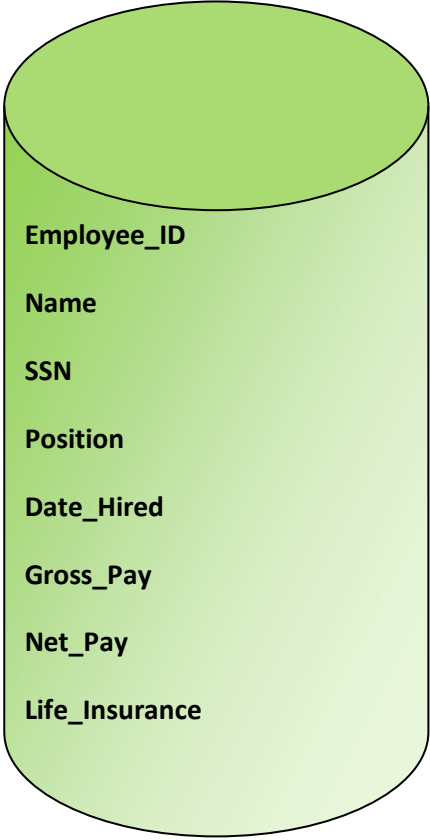 Employee_ID
Name
SSN
Position
Date_Hired
Gross_Pay
Net_Pay
Life_Insurance